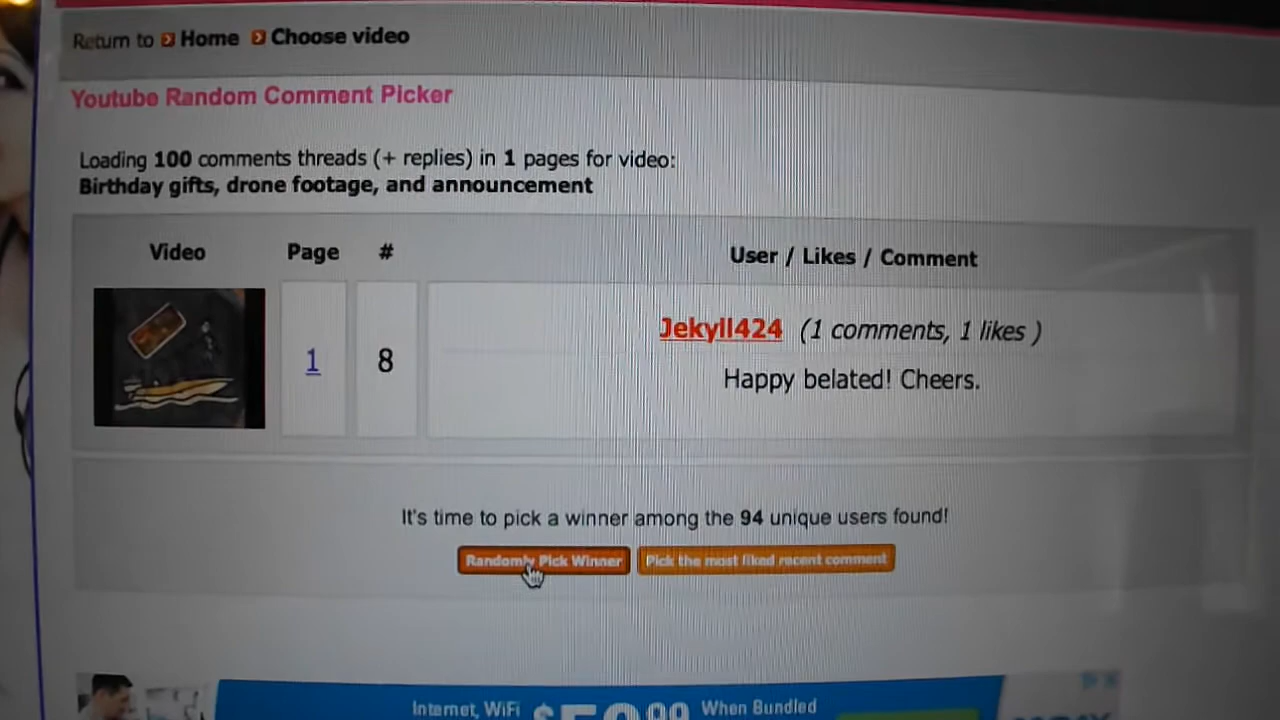 Return to Home Choose video
Youtube Random Comment Picker
Loading 100 comments threads (+ replies) in 1 pages for video:
Birthday gifts, drone footage, and announcement
Video Page # User / Likes / Comment
1 8 Jekyll424 (1 comments, 1 likes )
Happy belated! Cheers.
It's time to pick a winner among the 94 unique users found!
Randomly Pick Winner Pick the most liked recent comment
Internet, WiFi
When Bundled